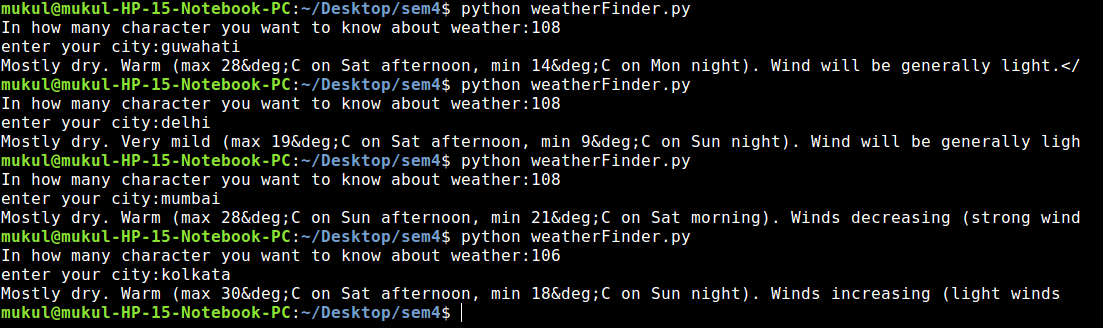 mukul@mukul-HP-15-Notebook-PC:~/Desktop/sem4$ python weatherFinder.py
In how many character you want to know about weather:108
enter your city:guwahati
Mostly dry. Warm (max 28&deg;C on Sat afternoon, min 14&deg;C on Mon night). Wind will be generally light.</
mukul@mukul-HP-15-Notebook-PC:~/Desktop/sem4$ python weatherFinder.py
In how many character you want to know about weather:108
enter your city:delhi
Mostly dry. Very mild (max 19&deg;C on Sat afternoon, min 9&deg;C on Sun night). Wind will be generally ligh
mukul@mukul-HP-15-Notebook-PC:~/Desktop/sem4$ python weatherFinder.py
In how many character you want to know about weather:108
enter your city:mumbai
Mostly dry. Warm (max 28&deg;C on Sun afternoon, min 21&deg;C on Sat morning). Winds decreasing (strong wind
mukul@mukul-HP-15-Notebook-PC:~/Desktop/sem4$ python weatherFinder.py
In how many character you want to know about weather:106
enter your city:kolkata
Mostly dry. Warm (max 30&deg;C on Sat afternoon, min 18&deg;C on Sun night). Winds increasing (light winds
mukul@mukul-HP-15-Notebook-PC:~/Desktop/sem4$